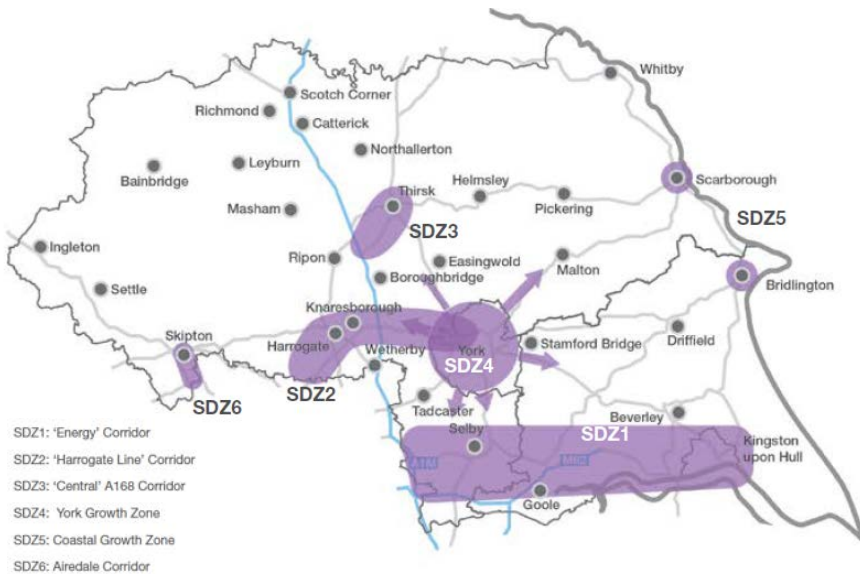 Whitby
Scotch Corner
Richmond
Catterick
Northallerton
Leyburn
Bainbridge
Helmsley
Thirsk
Scarborough
Pickering
Masham
SDZ3
SDZ5
Ingleton
Ripon
Easingwold
Malton
Boroughbridge
Bridlington
Settle
Knaresborough
Skipton
Harrogate
York
Stamford Bridge
Driffield
Wetherby
SDZ4
SDZ2
SDZ6
Tadcaster
Beverley
SDZ1
Selby
Kingston
upon Hull
A1M
M62
Goole
SDZ1: 'Energy' Corridor
SDZ2: 'Harrogate Line' Corridor
SDZ3: 'Central' A168 Corridor
SDZ4: York Growth Zone
SDZ5: Coastal Growth Zone
SDZ6: Airedale Corridor